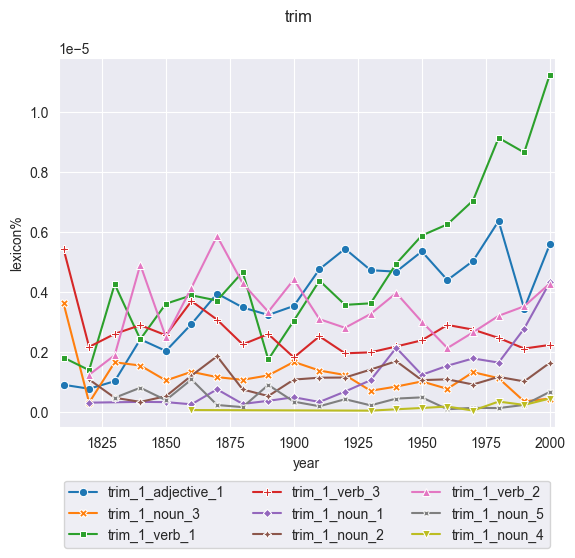 trim
1e−5
1.0
0.8
0.6
0.4
0.2
0.0
lexicon%
1825 1850 1875 1900 1925 1950 1975 2000
year
trim_1_adjective_1 trim_1_verb_3 trim_1_verb_2
trim_1_noun_3 trim_1_noun_1 trim_1_noun_5
trim_1_verb_1 trim_1_noun_2 trim_1_noun_4